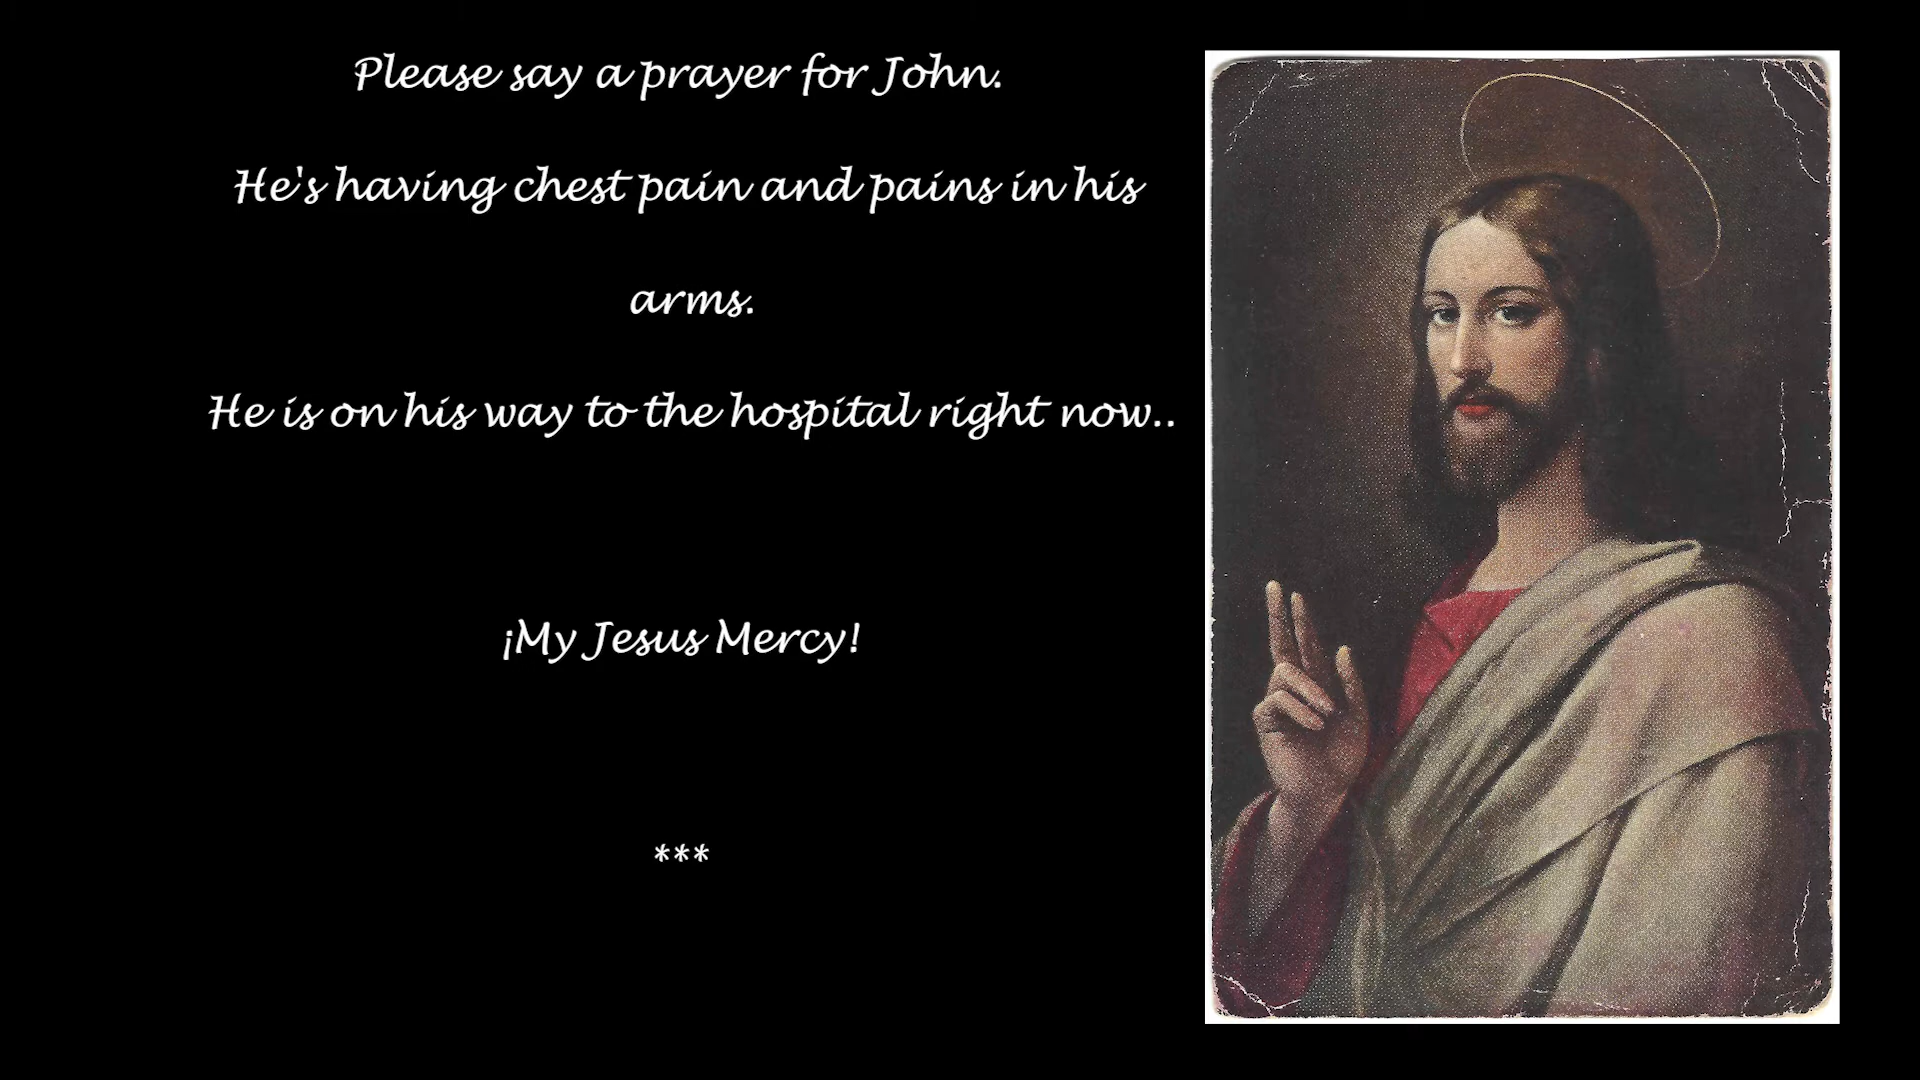 Please say a prayer for John.
He's having chest pain and pains in his
arms.
He is on his way to the hospital right now..
¡My Jesus Mercy!
***